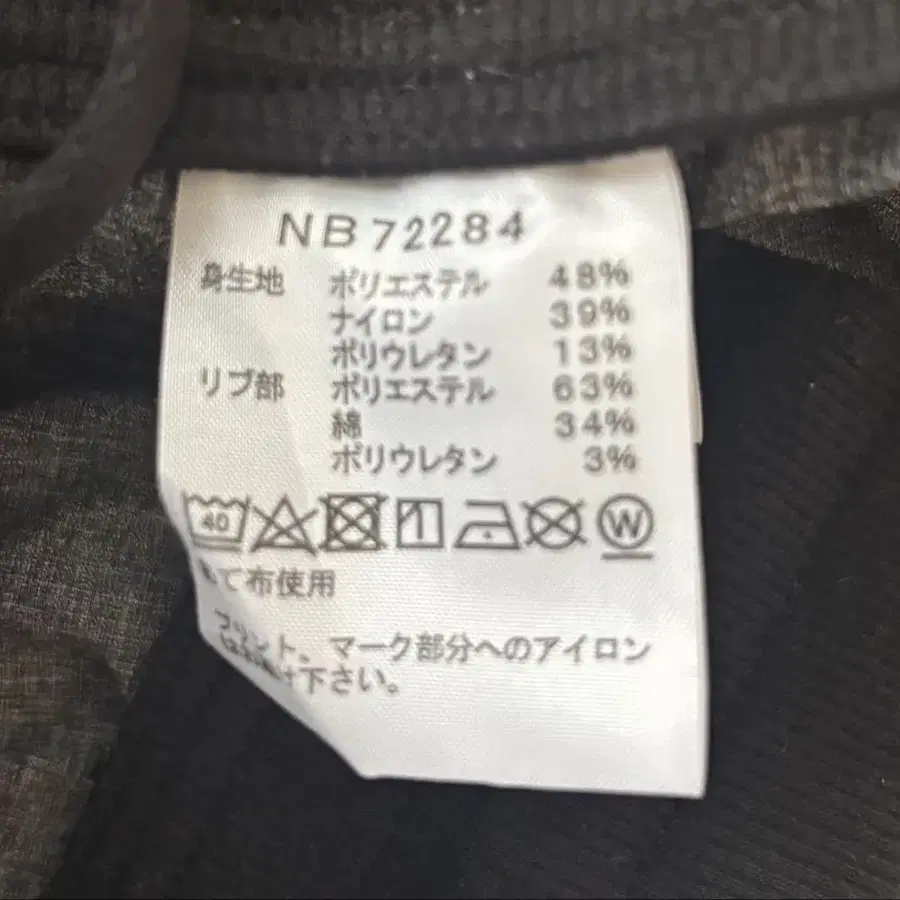 NB72284
身生地 ポリエステル 48%
ナイロン 39%
ポリウレタン 13%
リブ部 ポリエステル 63%
綿 34%
ポリウレタン 3%
40 W
て布使用
プリント、マーク部分へのアイロン
下さい。